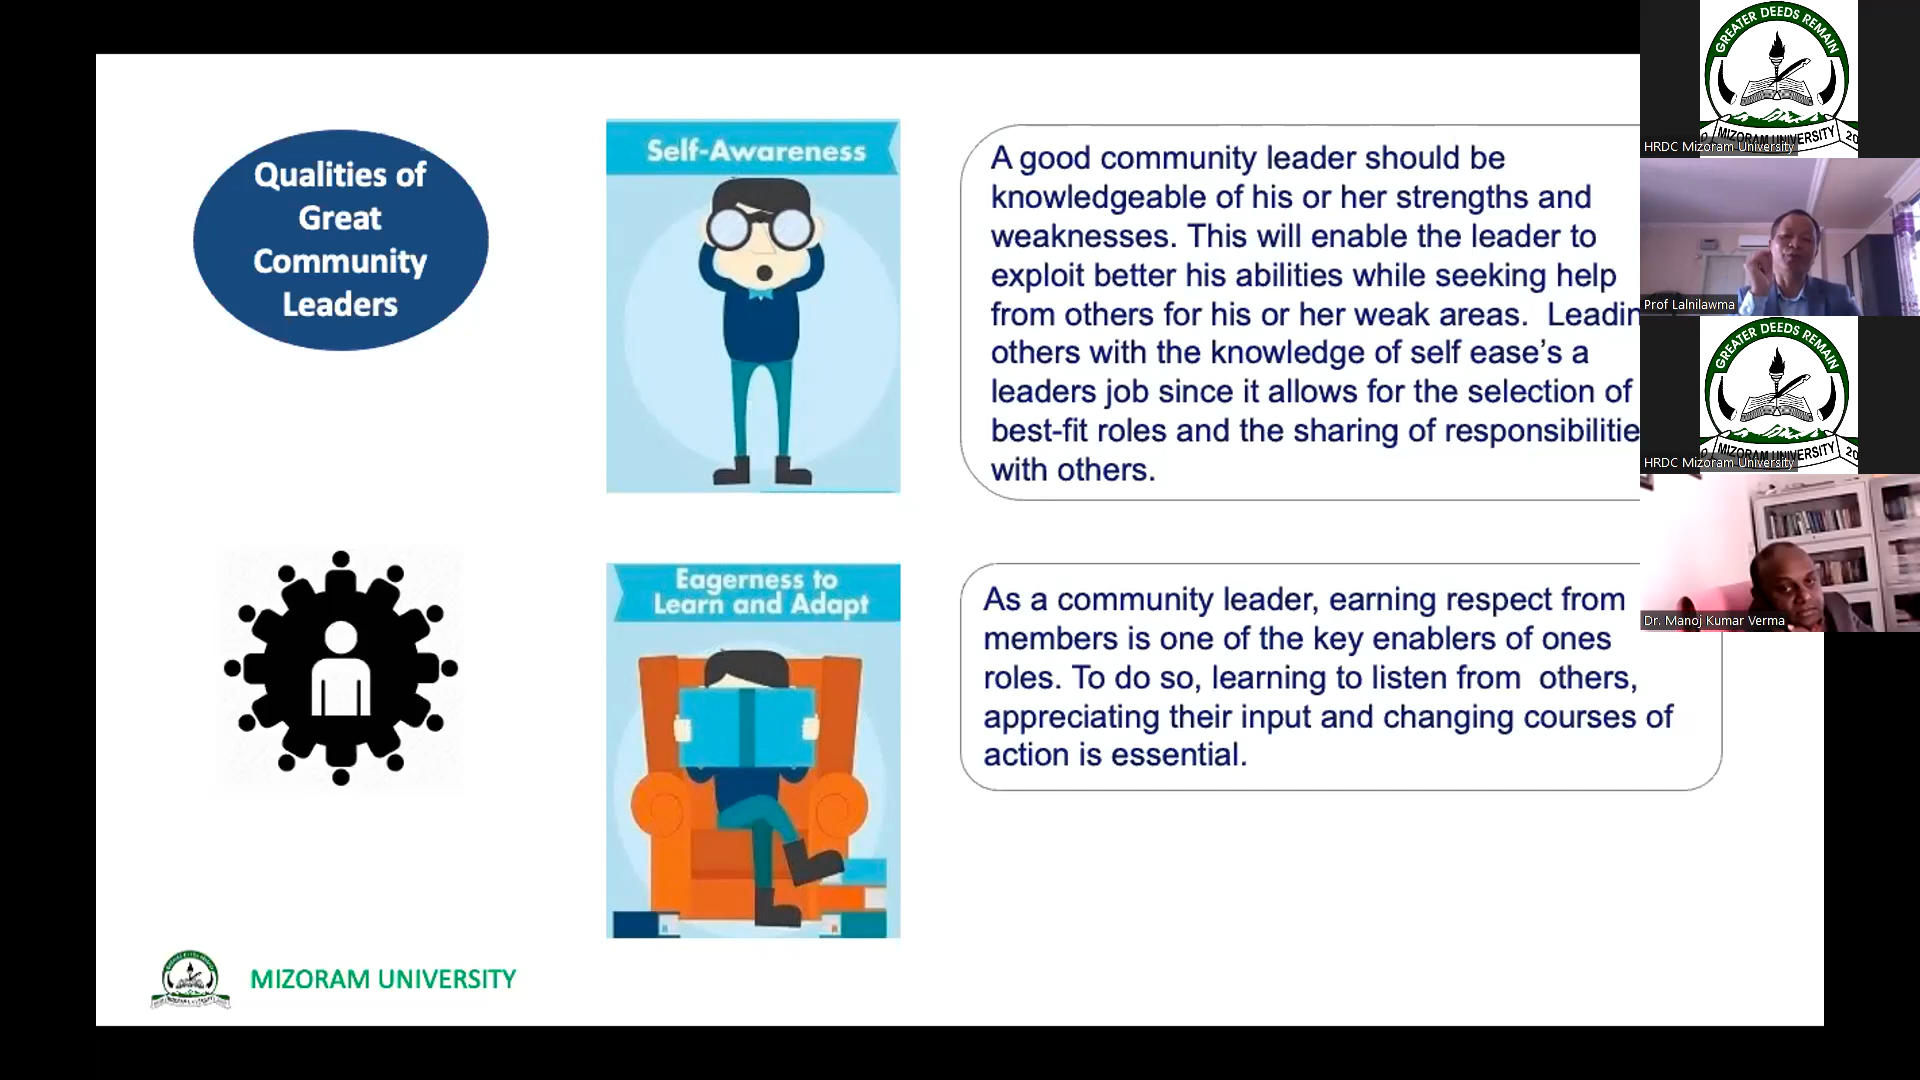 Qualities of
Great
Community
Leaders
Self-Awareness
A good community leader should be
knowledgeable of his or her strengths and
weaknesses. This will enable the leader to
exploit better his abilities while seeking help
from others for his or her weak areas.  Leadin
others with the knowledge of self ease’s a
leaders job since it allows for the selection of
best-fit roles and the sharing of responsibilitie
with others.
Eagerness to
Learn and Adapt
As a community leader, earning respect from
members is one of the key enablers of ones
roles. To do so, learning to listen from  others,
appreciating their input and changing courses of
action is essential.
MIZORAM UNIVERSITY
GREATER DEEDS REMAIN
MIZORAM UNIVERSITY
HRDC Mizoram University
Prof Lalnilawma
GREATER DEEDS REMAIN
MIZORAM UNIVERSITY
HRDC Mizoram University
Dr. Manoj Kumar Verma